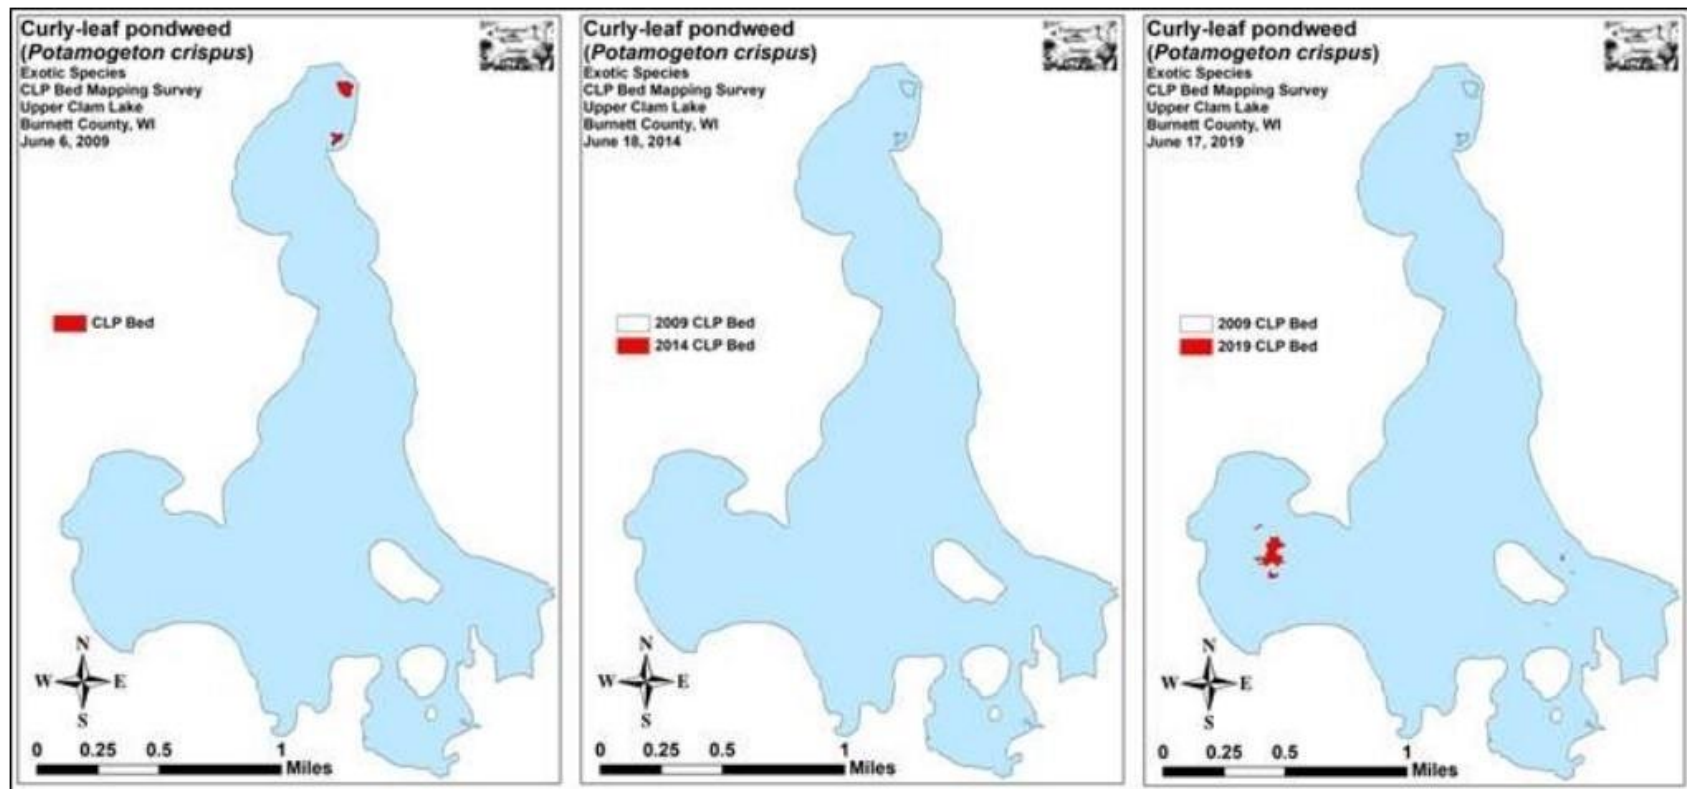 Curly-leaf pondweed
(Potamogeton crispus)
Exotic Species
CLP Bed Mapping Survey
Upper Clam Lake
Burnett County, WI
June 6, 2009
CLP Bed
N
W E
S
0 0.25 0.5 1
Miles
Curly-leaf pondweed
(Potamogeton crispus)
Exotic Species
CLP Bed Mapping Survey
Upper Clam Lake
Burnett County, WI
June 18, 2014
2009 CLP Bed
2014 CLP Bed
N
W E
S
0 0.25 0.5 1
Miles
Curly-leaf pondweed
(Potamogeton crispus)
Exotic Species
CLP Bed Mapping Survey
Upper Clam Lake
Burnett County, WI
June 17, 2019
2009 CLP Bed
2019 CLP Bed
N
W E
S
0 0.25 0.5 1
Miles